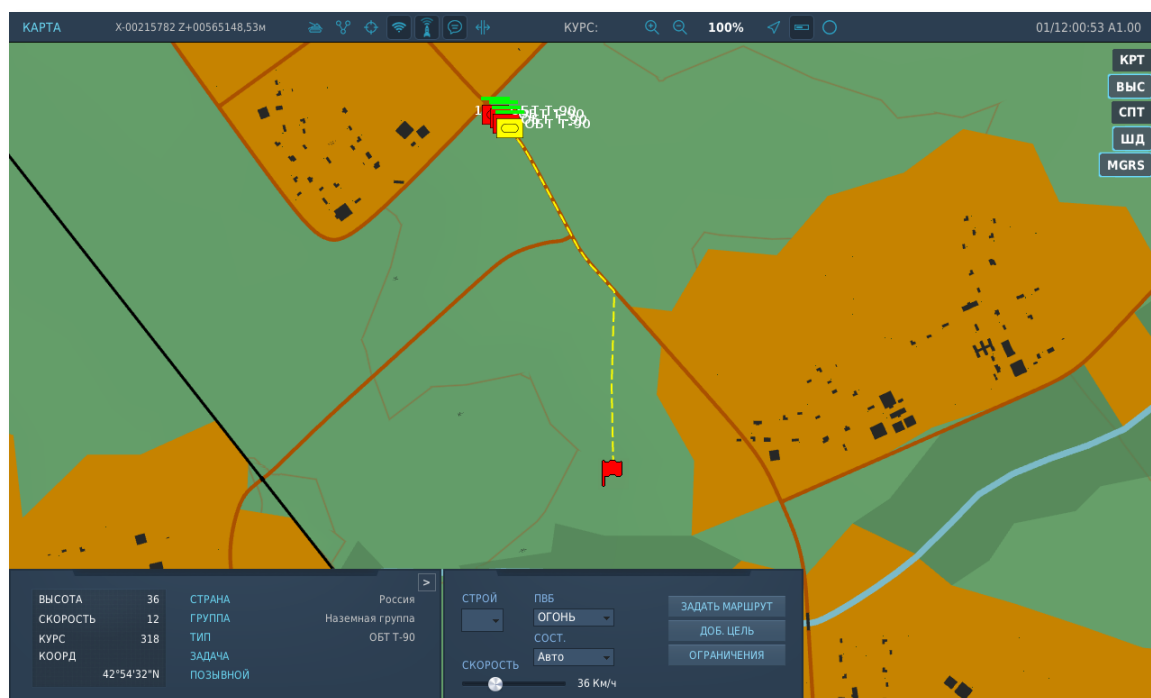 КАРТА X-00215782 Z+00565148,53м КУРС: 100% 01/12:00:53 A1.00
КРТ
ВЫС
СПТ
ШД
MGRS
ОБТ Т-90
ВЫСОТА 36
СКОРОСТЬ 12
КУРС 318
КООРД
42°54'32"N
>
СТРАНА Россия
ГРУППА Наземная группа
ТИП ОБТ Т-90
ЗАДАЧА
ПОЗЫВНОЙ
СТРОЙ ПВБ
ОГОНЬ
СОСТ.
Авто
СКОРОСТЬ
36 Км/ч
ЗАДАТЬ МАРШРУТ
ДОБ. ЦЕЛЬ
ОГРАНИЧЕНИЯ